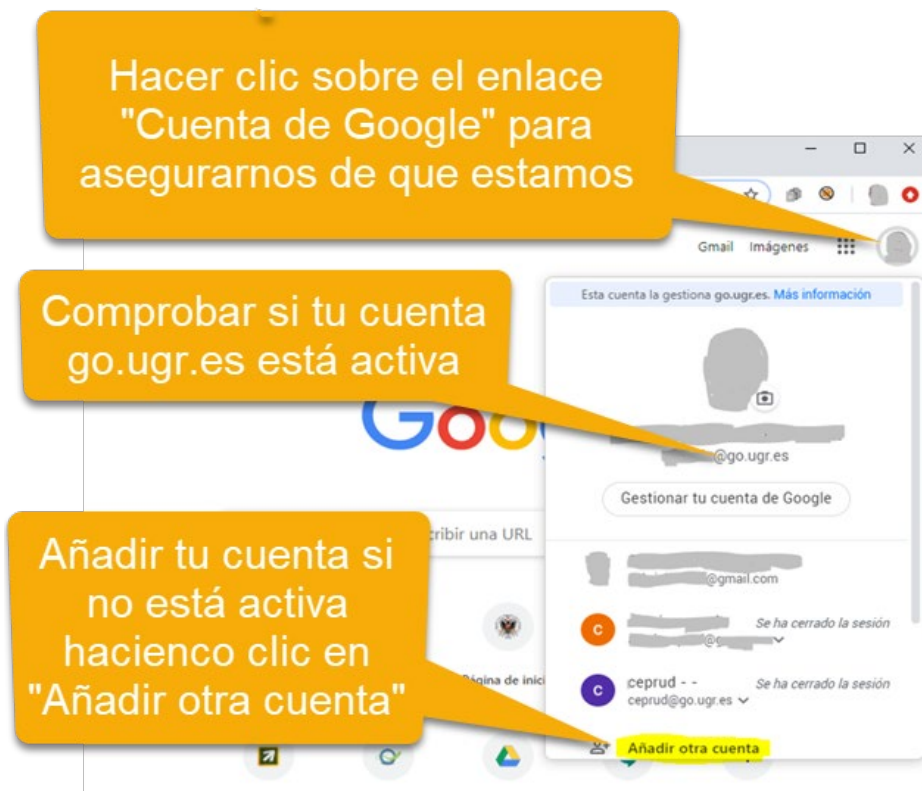 Hacer clic sobre el enlace
"Cuenta de Google" para
asegurarnos de que estamos
Gmail Imágenes
Esta cuenta la gestiona go.ugr.es. Más información
Comprobar si tu cuenta
go.ugr.es está activa
@go.ugr.es
Gestionar tu cuenta de Google
una URL
Añadir tu cuenta si
no está activa
hacienco clic en
"Añadir otra cuenta"
@gmail.com
C
Se ha cerrado la sesión
C
ceprud - -
Se ha cerrado la sesión
ceprud@go.ugr.es
de
Añadir otra cuenta